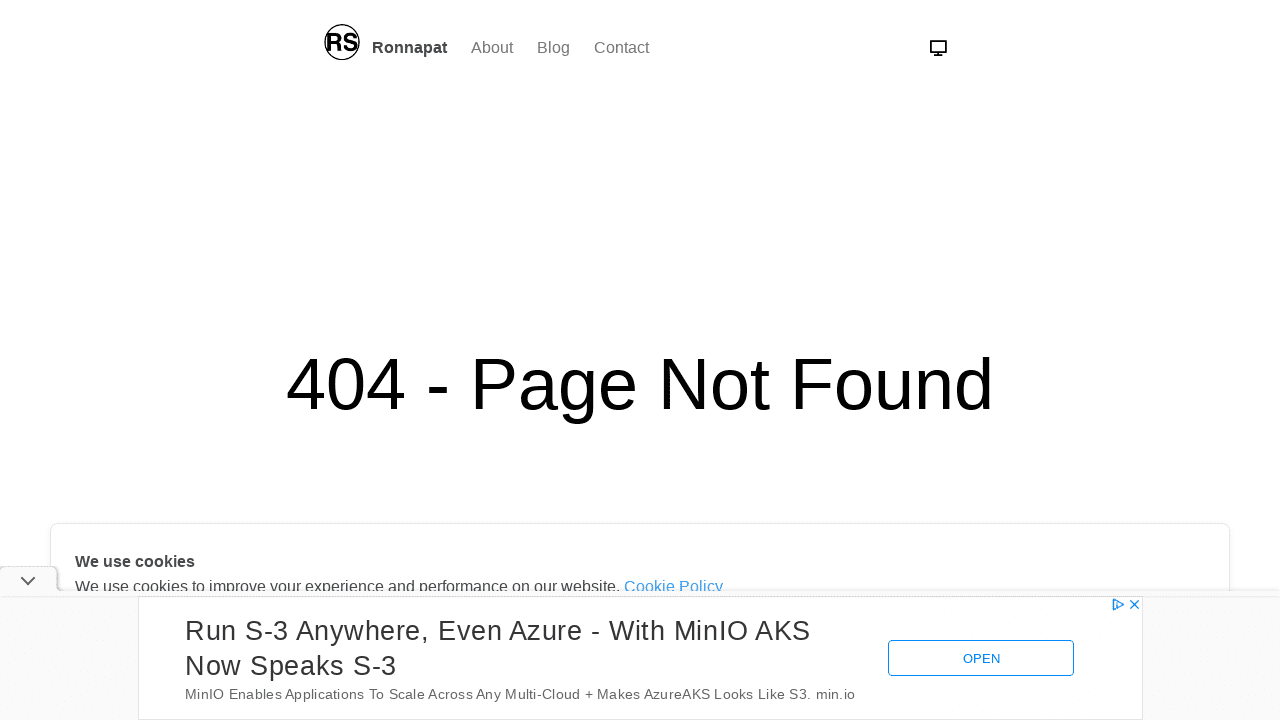 RS Ronnapat About Blog Contact
404 - Page Not Found
We use cookies
We use cookies to improve your experience and performance on our website. Cookie Policy
Run S-3 Anywhere, Even Azure - With MinIO AKS
Now Speaks S-3
MinIO Enables Applications To Scale Across Any Multi-Cloud + Makes AzureAKS Looks Like S3. min.io
OPEN